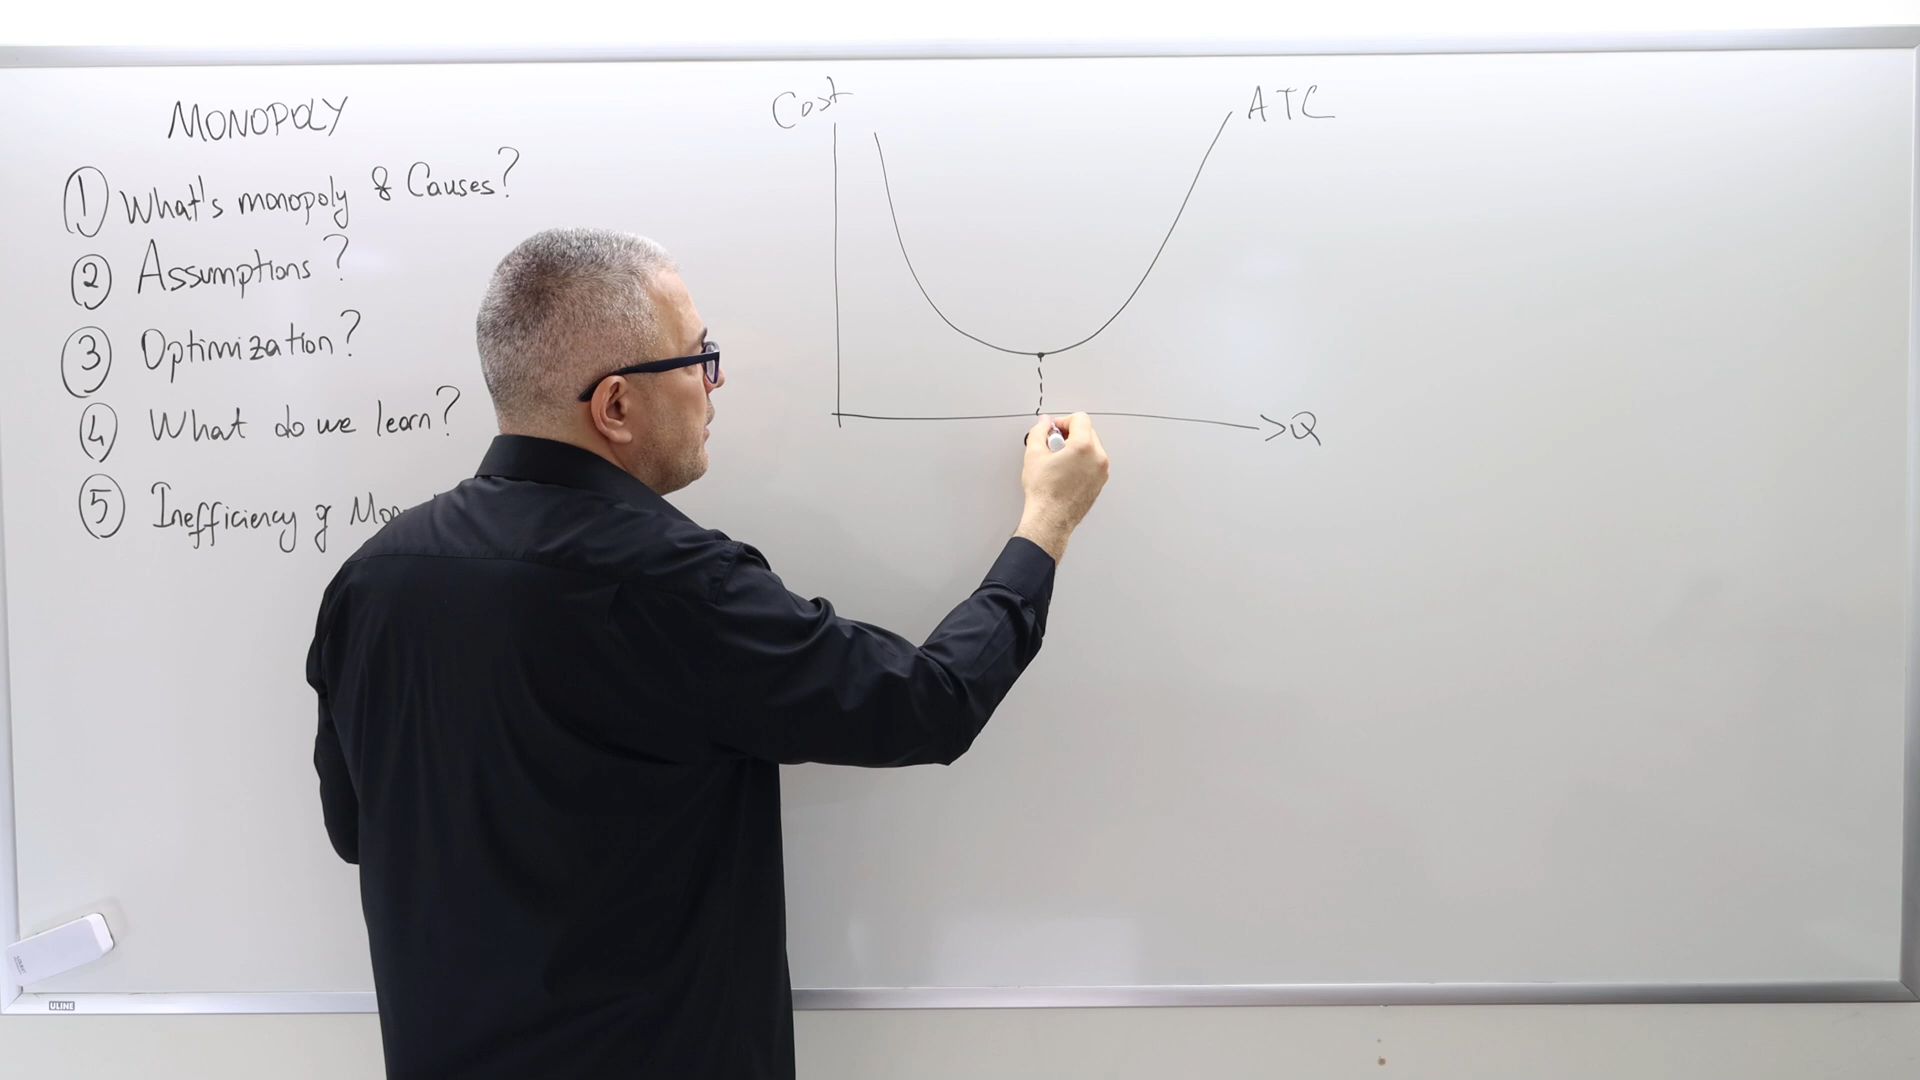 MONOPOLY
1 What's monopoly & Causes?
2 Assumptions?
3 Optimization?
4 What do we learn?
5 Inefficiency of
Cost
ATC
Q
ULINE